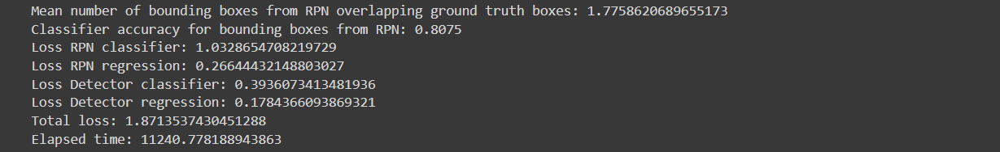 Mean number of bounding boxes from RPN overlapping ground truth boxes: 1.7758620689655173
Classifier accuracy for bounding boxes from RPN: 0.8075
Loss RPN classifier: 1.0328654708219729
Loss RPN regression: 0.26644432148803027
Loss Detector classifier: 0.3936073413481936
Loss Detector regression: 0.1784366093869321
Total loss: 1.8713537430451288
Elapsed time: 11240.778188943863